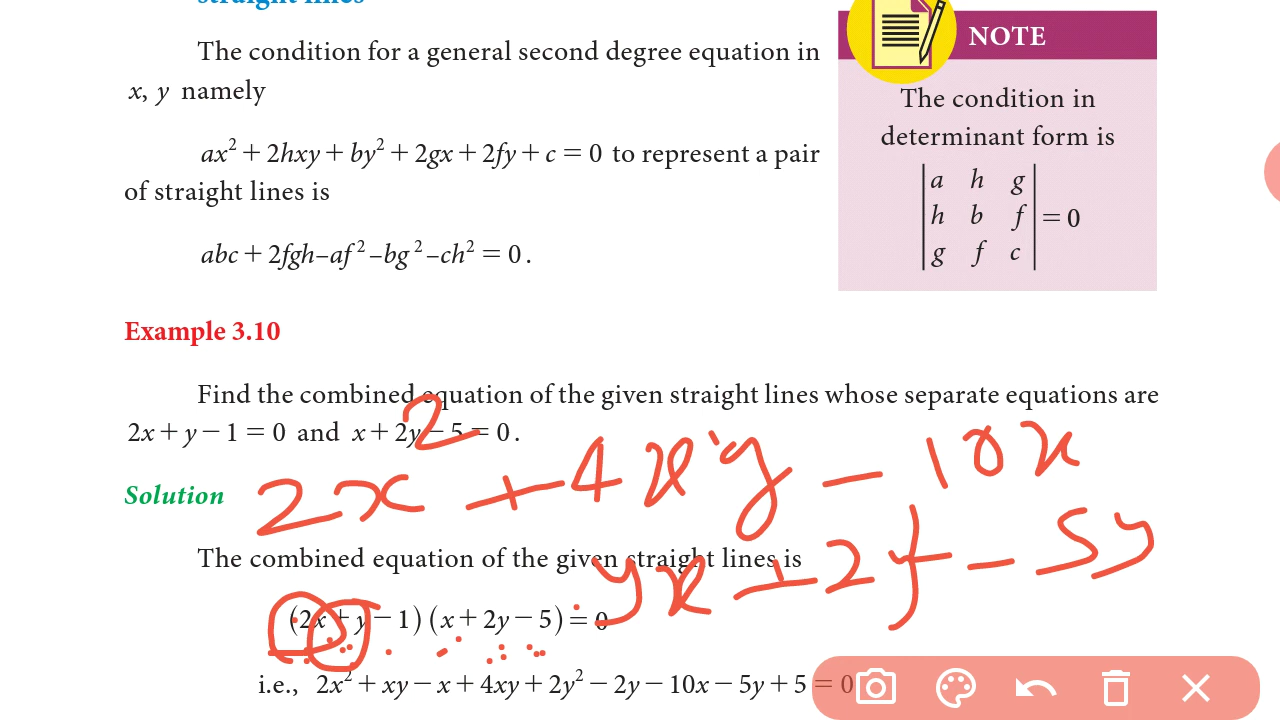 straight lines
The condition for a general second degree equation in
x, y namely
ax² + 2hxy + by² + 2gx + 2fy + c = 0 to represent a pair
of straight lines is
abc + 2fgh – af² – bg² – ch² = 0.
NOTE
The condition in
determinant form is
|a h g|
|h b f| = 0
|g f c|
Example 3.10
Find the combined equation of the given straight lines whose separate equations are
2x + y − 1 = 0 and x + 2y − 5 = 0.
2x² + 4xy − 10x
Solution
yx + 2y − 5y
The combined equation of the given straight lines is
(2x + y − 1)(x + 2y − 5) = 0
i.e., 2x² + xy − x + 4xy + 2y² − 2y − 10x − 5y + 5 = 0